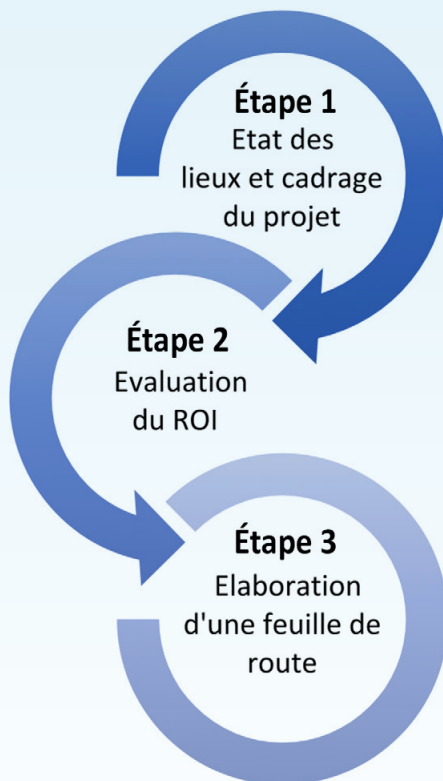 Étape 1
Etat des
lieux et cadrage
du projet
Étape 2
Evaluation
du ROI
Étape 3
Elaboration
d'une feuille de
route